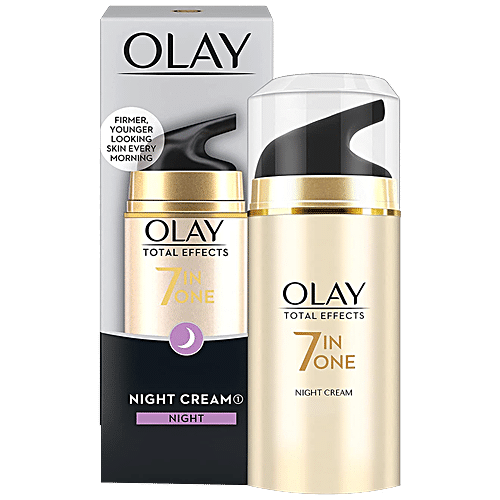 OLAY
FIRMER,
YOUNGER
LOOKING
SKIN EVERY
MORNING
OLAY
TOTAL EFFECTS
7 IN
ONE
NIGHT CREAM①
NIGHT
OLAY
TOTAL EFFECTS
7 IN
ONE
NIGHT CREAM